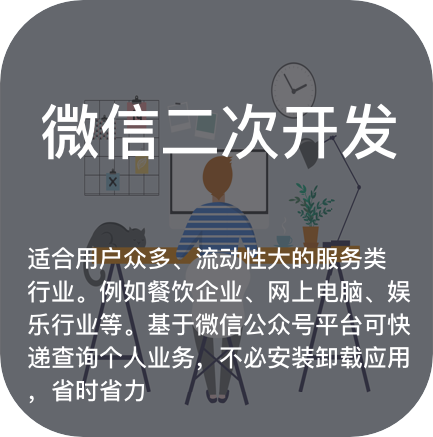 微信二次开发
适合用户众多、流动性大的服务类
行业。例如餐饮企业、网上电脑、娱
乐行业等。基于微信公众号平台可快
递查询个人业务，不必安装卸载应用
，省时省力